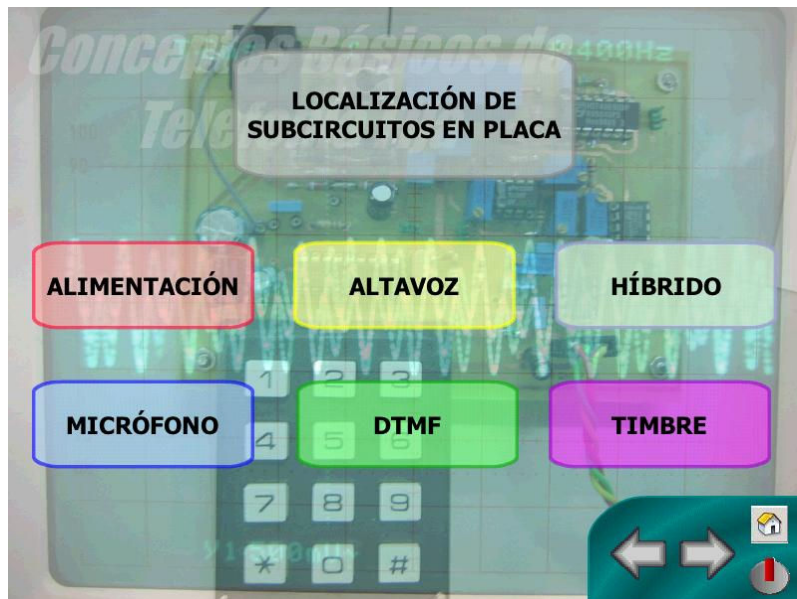 Conceptos Básicos de
400Hz
LOCALIZACIÓN DE
SUBCIRCUITOS EN PLACA
ALIMENTACIÓN
ALTAVOZ
HÍBRIDO
1 2 3
MICRÓFONO
DTMF
TIMBRE
4 5 6
7 8 9
* 0 #